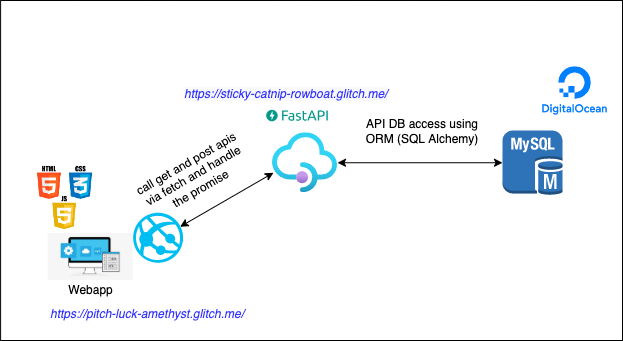 https://sticky-catnip-rowboat.glitch.me/
FastAPI
DigitalOcean
API DB access using
ORM (SQL Alchemy)
MySQL
M
call get and post apis
via fetch and handle
the promise
HTML
CSS
5
3
JS
5
Webapp
https://pitch-luck-amethyst.glitch.me/